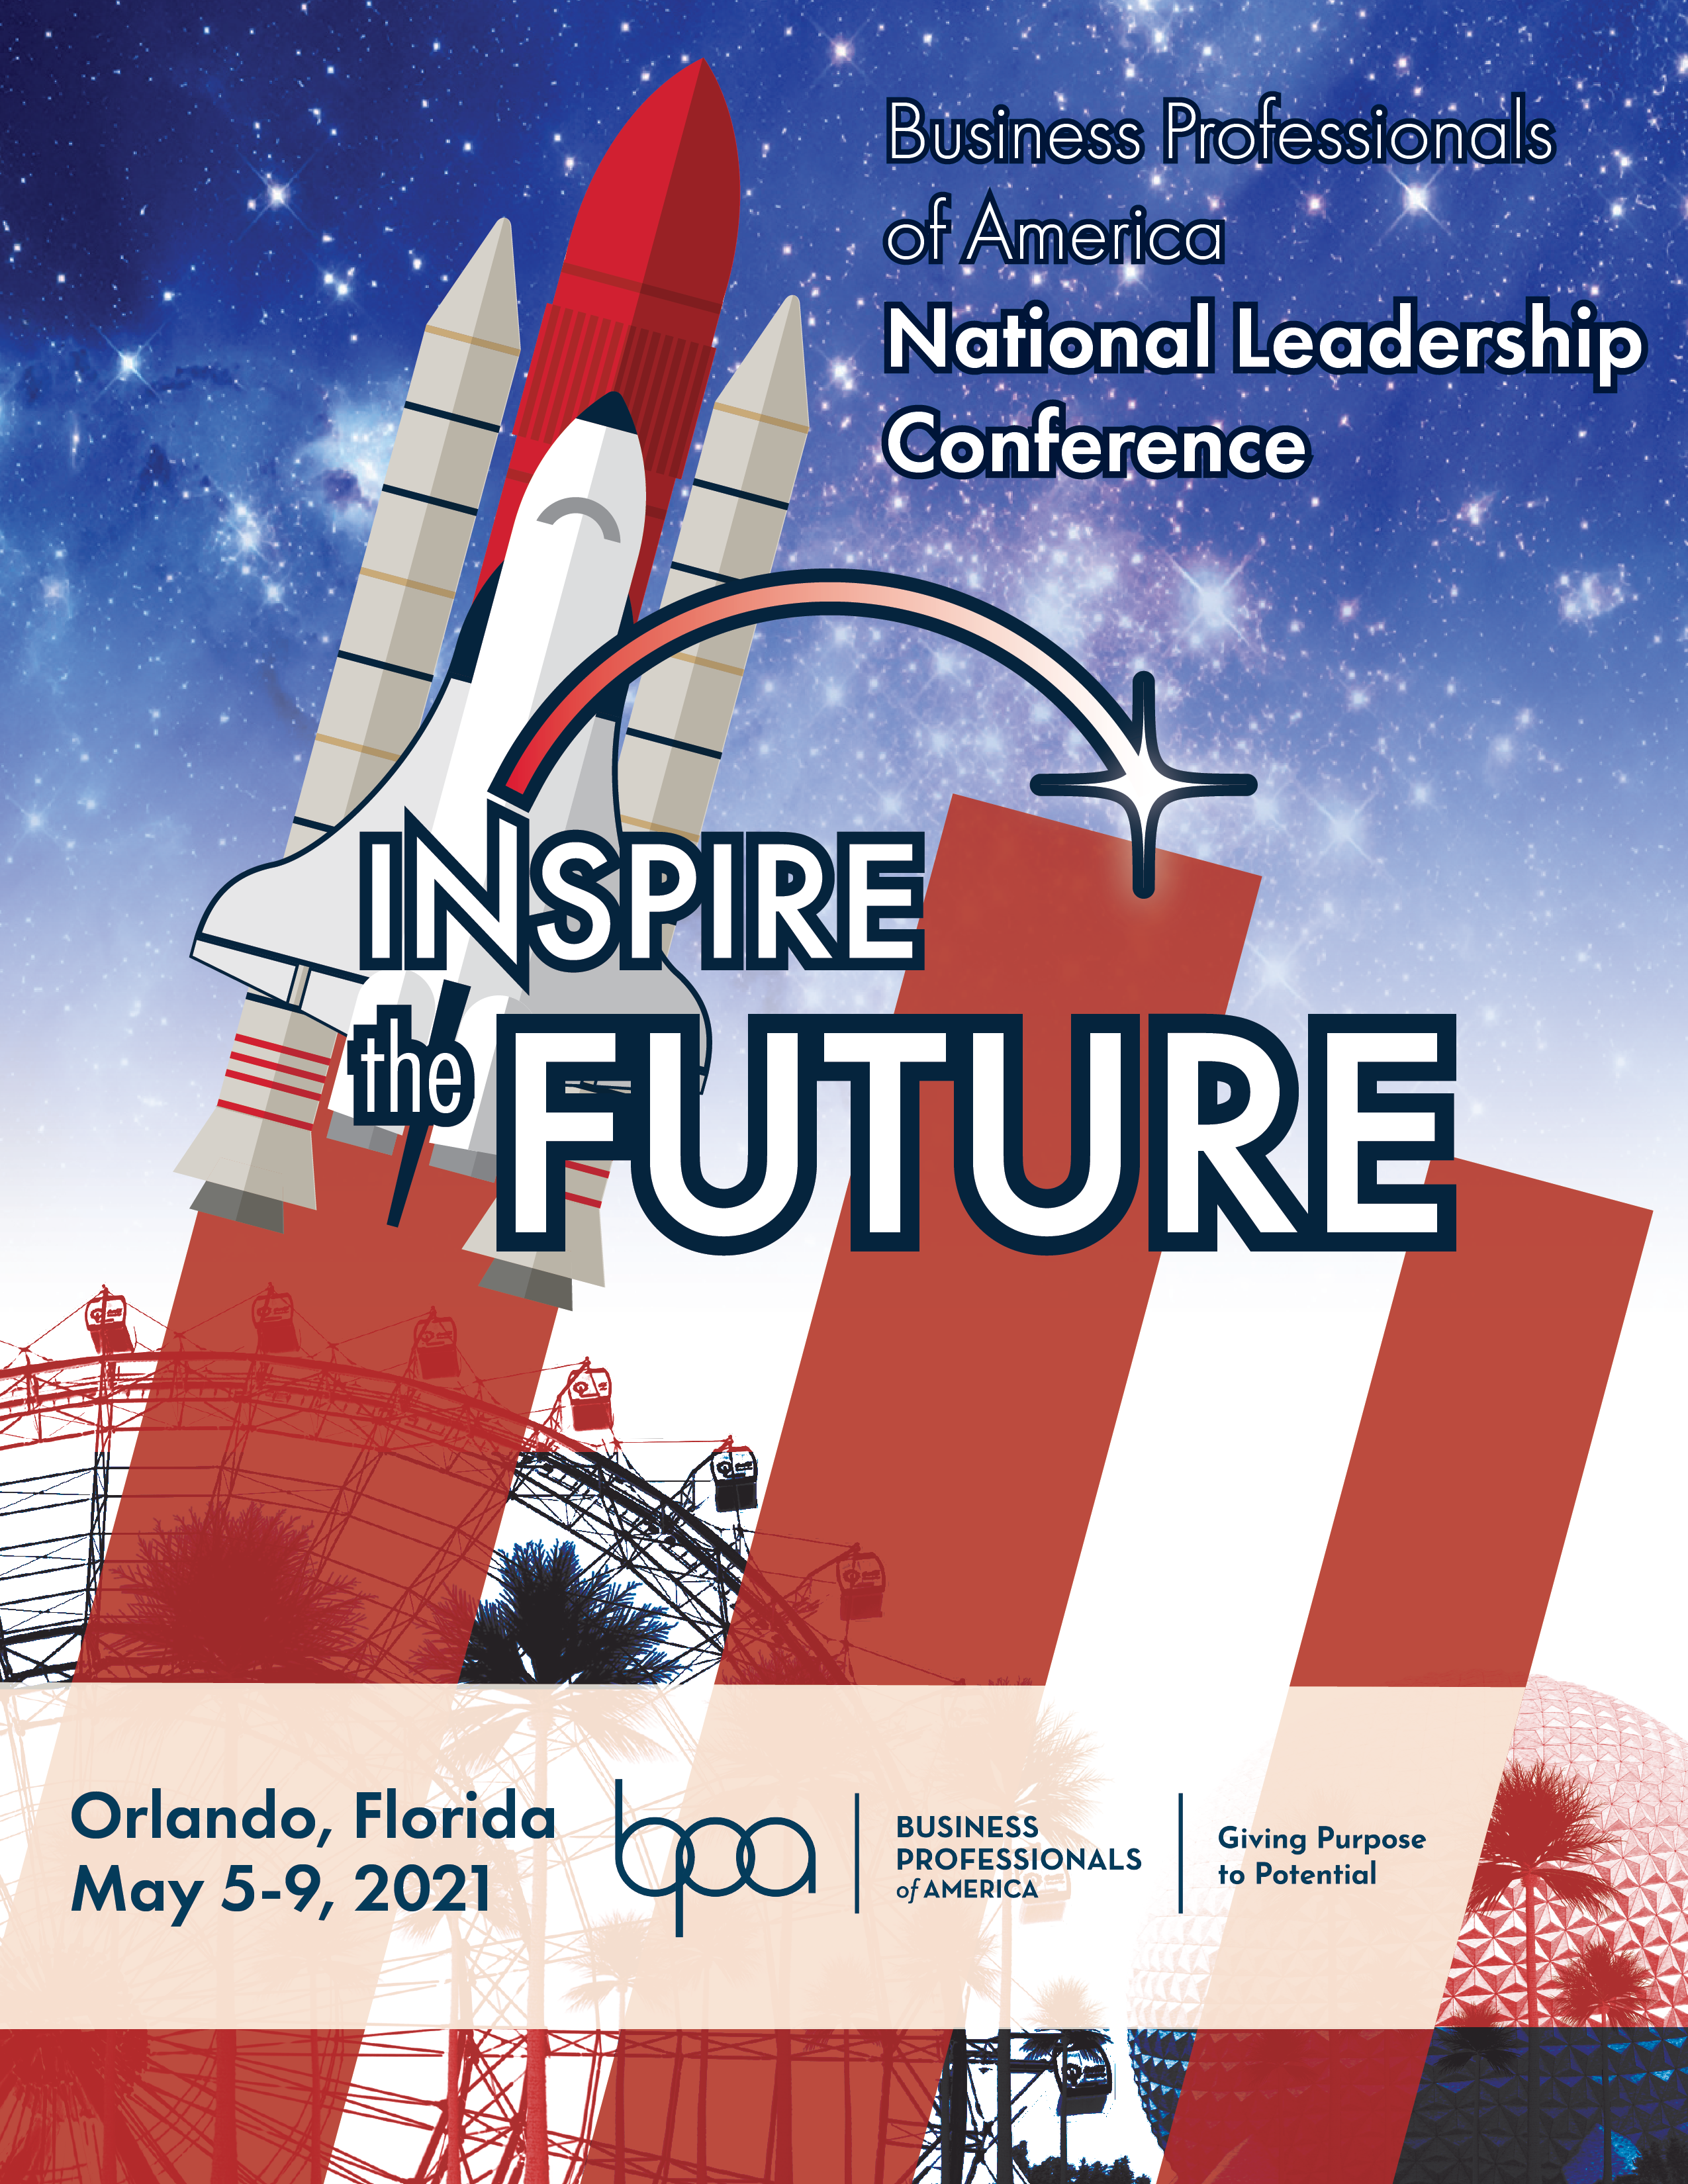 Business Professionals
of America
National Leadership
Conference
INSPIRE
the FUTURE
Orlando, Florida
May 5-9, 2021
bpa
BUSINESS
PROFESSIONALS
of AMERICA
Giving Purpose
to Potential